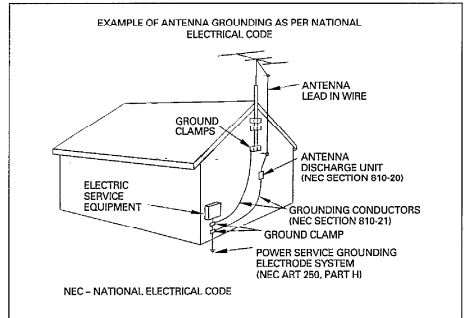 EXAMPLE OF ANTENNA GROUNDING AS PER NATIONAL
ELECTRICAL CODE
ANTENNA
LEAD IN WIRE
GROUND
CLAMPS
ANTENNA
DISCHARGE UNIT
(NEC SECTION 810-20)
ELECTRIC
SERVICE
EQUIPMENT
GROUNDING CONDUCTORS
(NEC SECTION 810-21)
GROUND CLAMP
POWER SERVICE GROUNDING
ELECTRODE SYSTEM
(NEC ART 250, PART H)
NEC – NATIONAL ELECTRICAL CODE